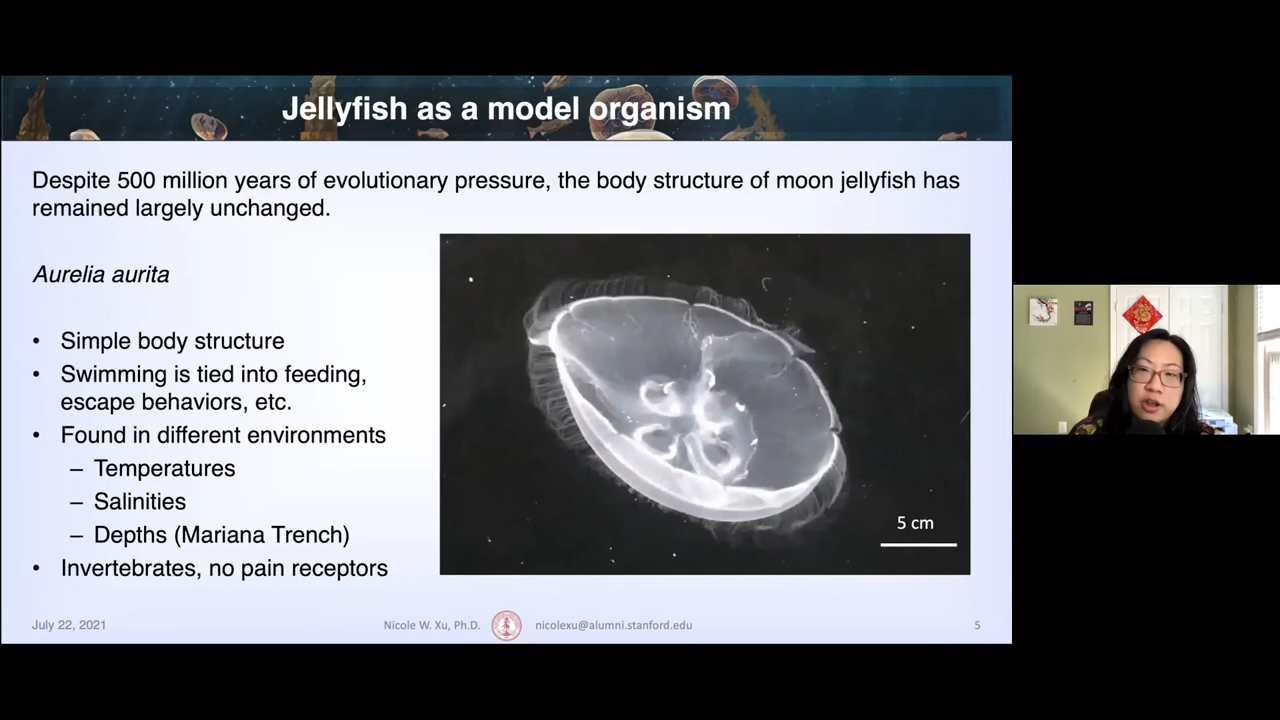 Jellyfish as a model organism
Despite 500 million years of evolutionary pressure, the body structure of moon jellyfish has
remained largely unchanged.
Aurelia aurita
• Simple body structure
• Swimming is tied into feeding,
escape behaviors, etc.
• Found in different environments
– Temperatures
– Salinities
– Depths (Mariana Trench)
• Invertebrates, no pain receptors
5 cm
July 22, 2021
Nicole W. Xu, Ph.D.
nicolexu@alumni.stanford.edu
5